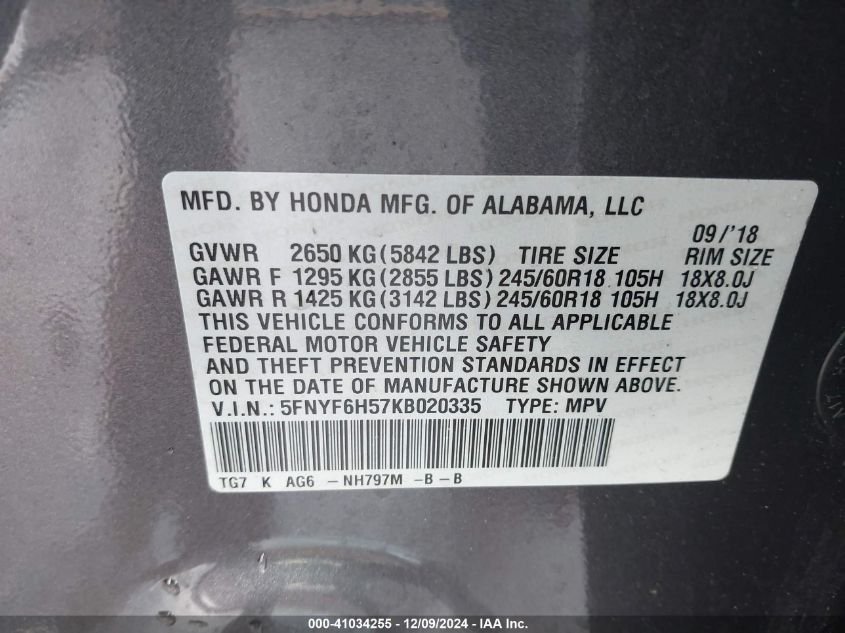 MFD. BY HONDA MFG. OF ALABAMA, LLC
09/'18
GVWR 2650 KG(5842 LBS) TIRE SIZE RIM SIZE
GAWR F 1295 KG(2855 LBS) 245/60R18 105H 18X8.0J
GAWR R 1425 KG(3142 LBS) 245/60R18 105H 18X8.0J
THIS VEHICLE CONFORMS TO ALL APPLICABLE
FEDERAL MOTOR VEHICLE SAFETY
AND THEFT PREVENTION STANDARDS IN EFFECT
ON THE DATE OF MANUFACTURE SHOWN ABOVE.
V.I.N.: 5FNYF6H57KB020335 TYPE: MPV
TG7 K AG6 -NH797M -B-B
000-41034255 - 12/09/2024 - IAA Inc.